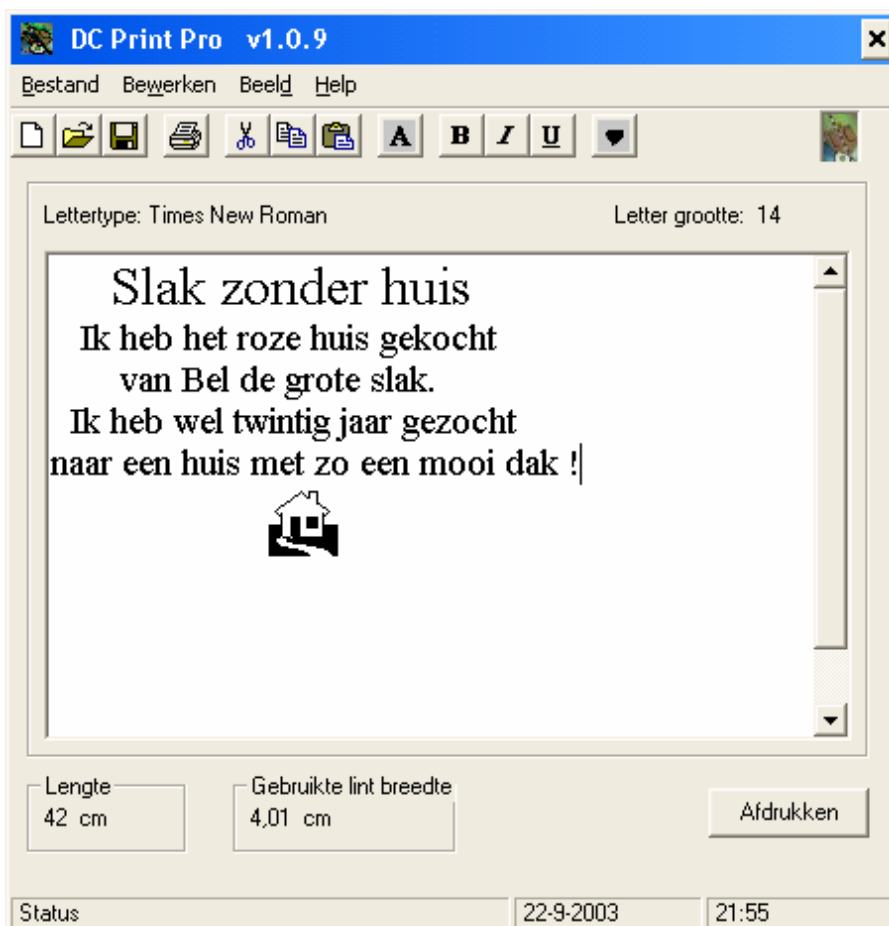 DC Print Pro v1.0.9
Bestand Bewerken Beeld Help
A B I U
Lettertype: Times New Roman Letter grootte: 14
Slak zonder huis
Ik heb het roze huis gekocht
van Bel de grote slak.
Ik heb wel twintig jaar gezocht
naar een huis met zo een mooi dak !
Lengte Gebruikte lint breedte
42 cm 4,01 cm Afdrukken
Status 22-9-2003 21:55